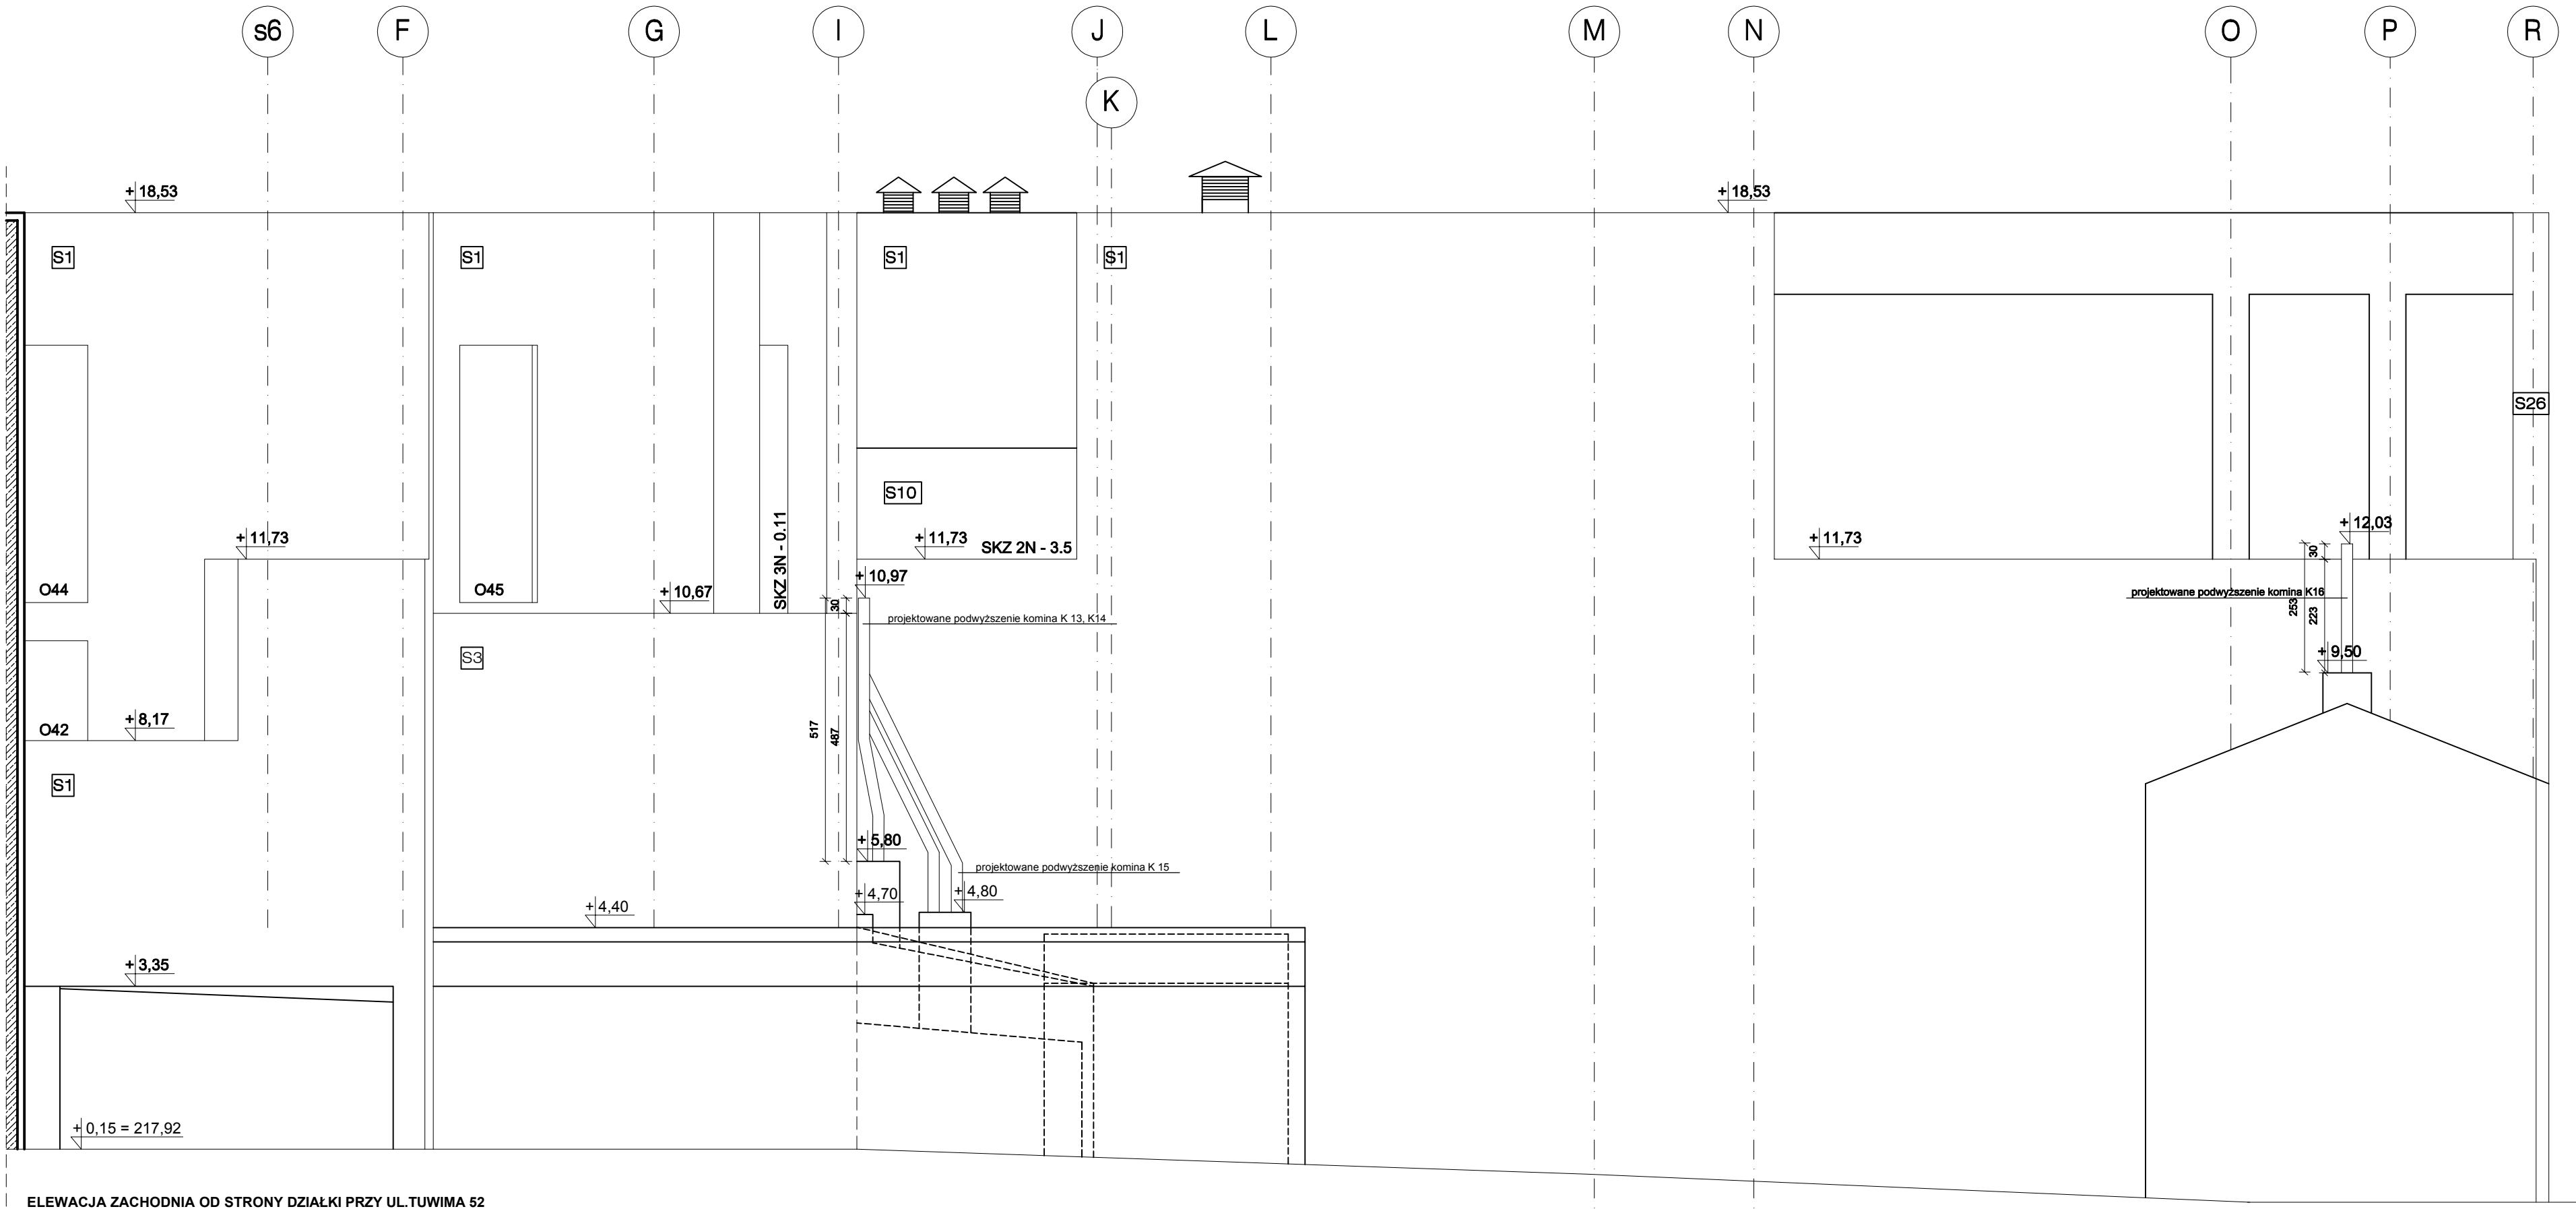 s6 F G I J L M N O P R
K
+ 18,53
+ 18,53
S1
S1
S1
S1
S26
S10
+ 11,73
+ 11,73
SKZ 2N - 3.5
+ 11,73
+ 12,03
30
SKZ 3N - 0.11
O44
O45
+ 10,67
+ 10,97
30
projektowane podwyższenie komina K 13, K14
projektowane podwyższenie komina K16
253
223
S3
+ 9,50
O42
+ 8,17
517
487
S1
+ 5,80
projektowane podwyższenie komina K 15
+ 4,70
+ 4,80
+ 4,40
+ 3,35
+ 0,15 = 217,92
ELEWACJA ZACHODNIA OD STRONY DZIAŁKI PRZY UL.TUWIMA 52